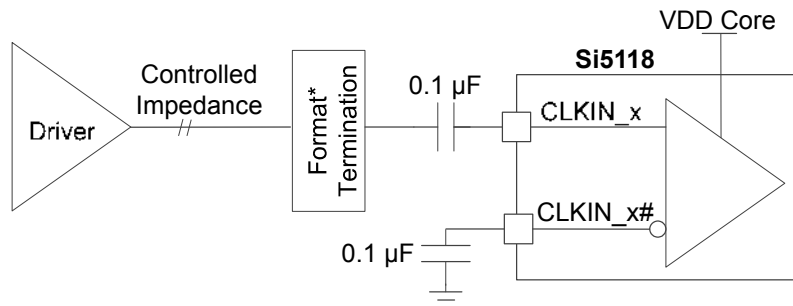 VDD Core
Si5118
Controlled
Impedance
0.1 µF
Driver
Format*
Termination
CLKIN_x
CLKIN_x#
0.1 µF